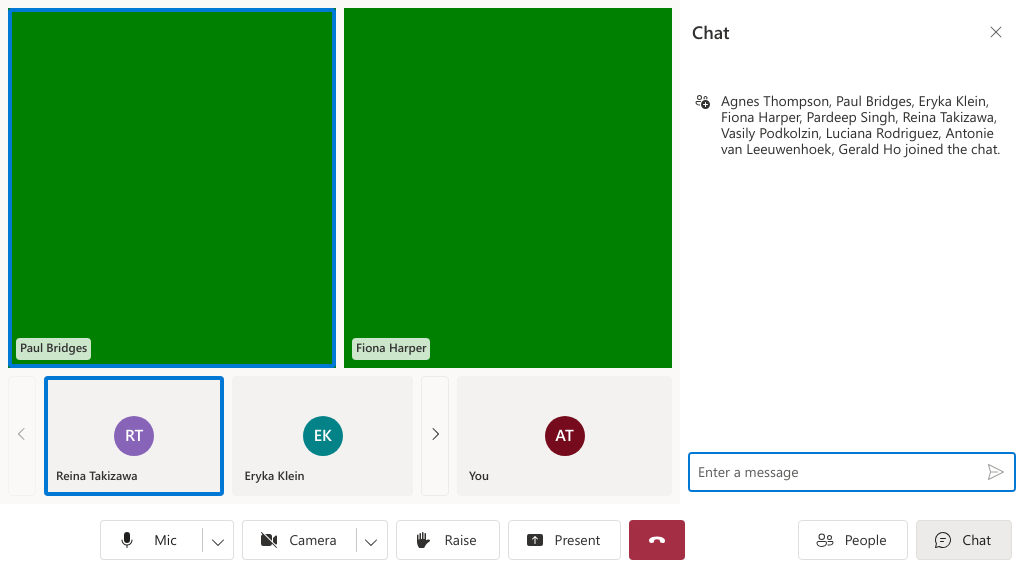 Paul Bridges
Fiona Harper
RT
Reina Takizawa
EK
Eryka Klein
AT
You
Chat
Agnes Thompson, Paul Bridges, Eryka Klein,
Fiona Harper, Pardeep Singh, Reina Takizawa,
Vasily Podkolzin, Luciana Rodriguez, Antonie
van Leeuwenhoek, Gerald Ho joined the chat.
Enter a message
Mic
Camera
Raise
Present
People
Chat